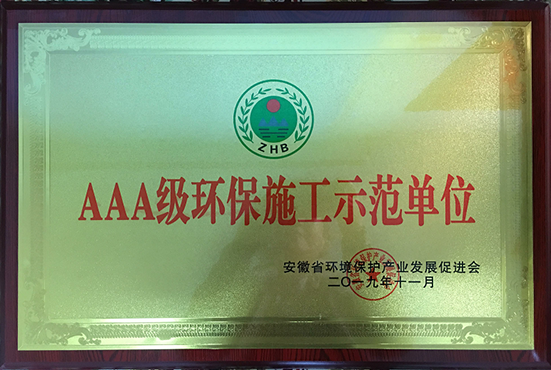 ZHB
AAA级环保施工示范单位
安徽省环境保护产业发展促进会
二〇一九年十一月